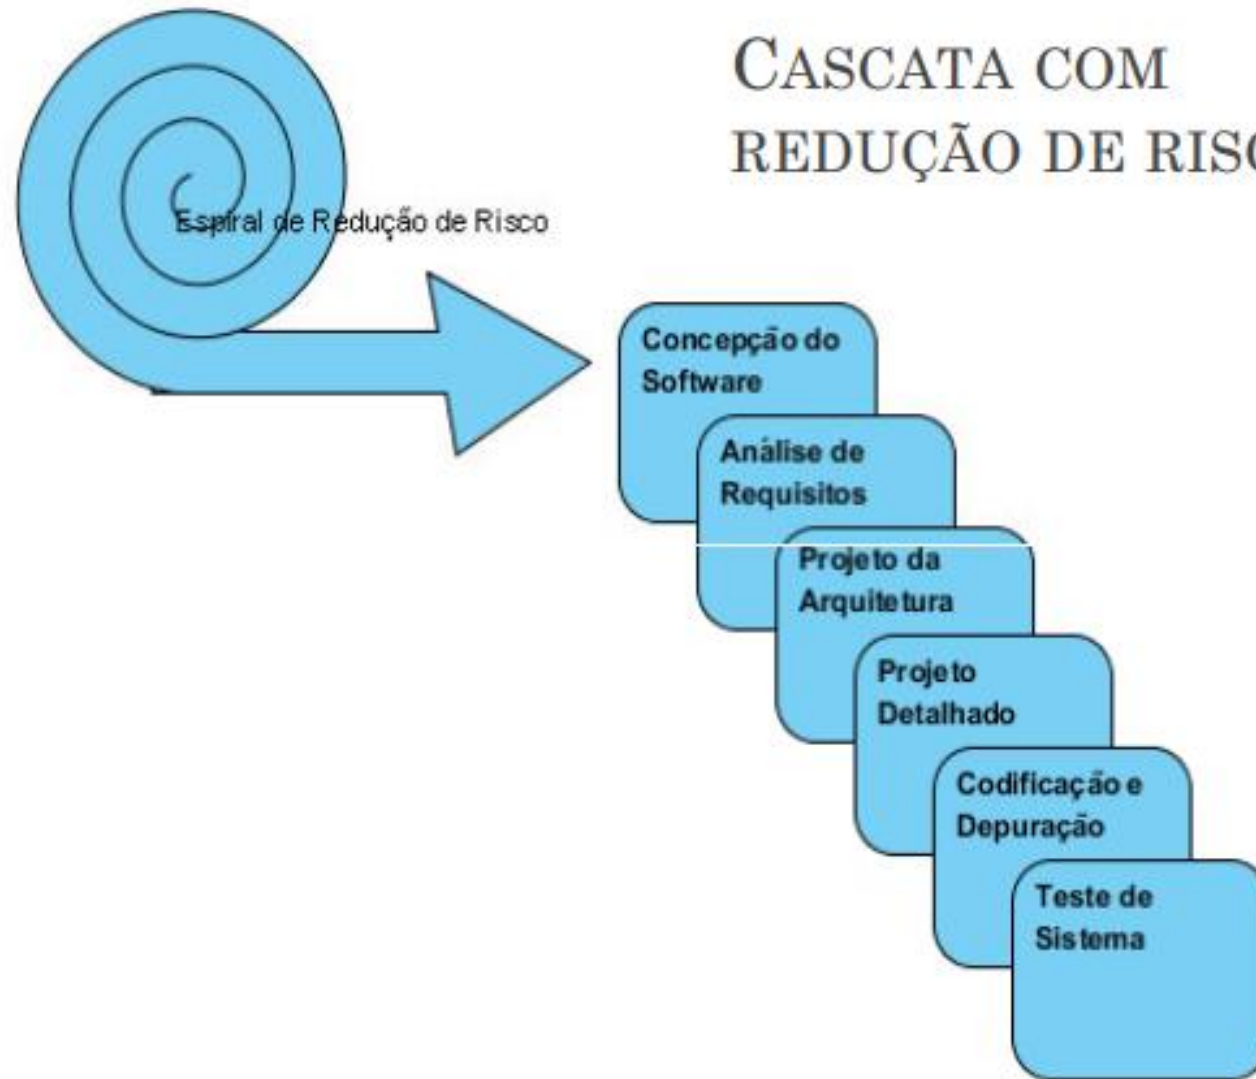 CASCATA COM
REDUÇÃO DE RISC
Espiral de Redução de Risco
Concepção do
Software
Análise de
Requisitos
Projeto da
Arquitetura
Projeto
Detalhado
Codificação e
Depuração
Teste de
Sistema